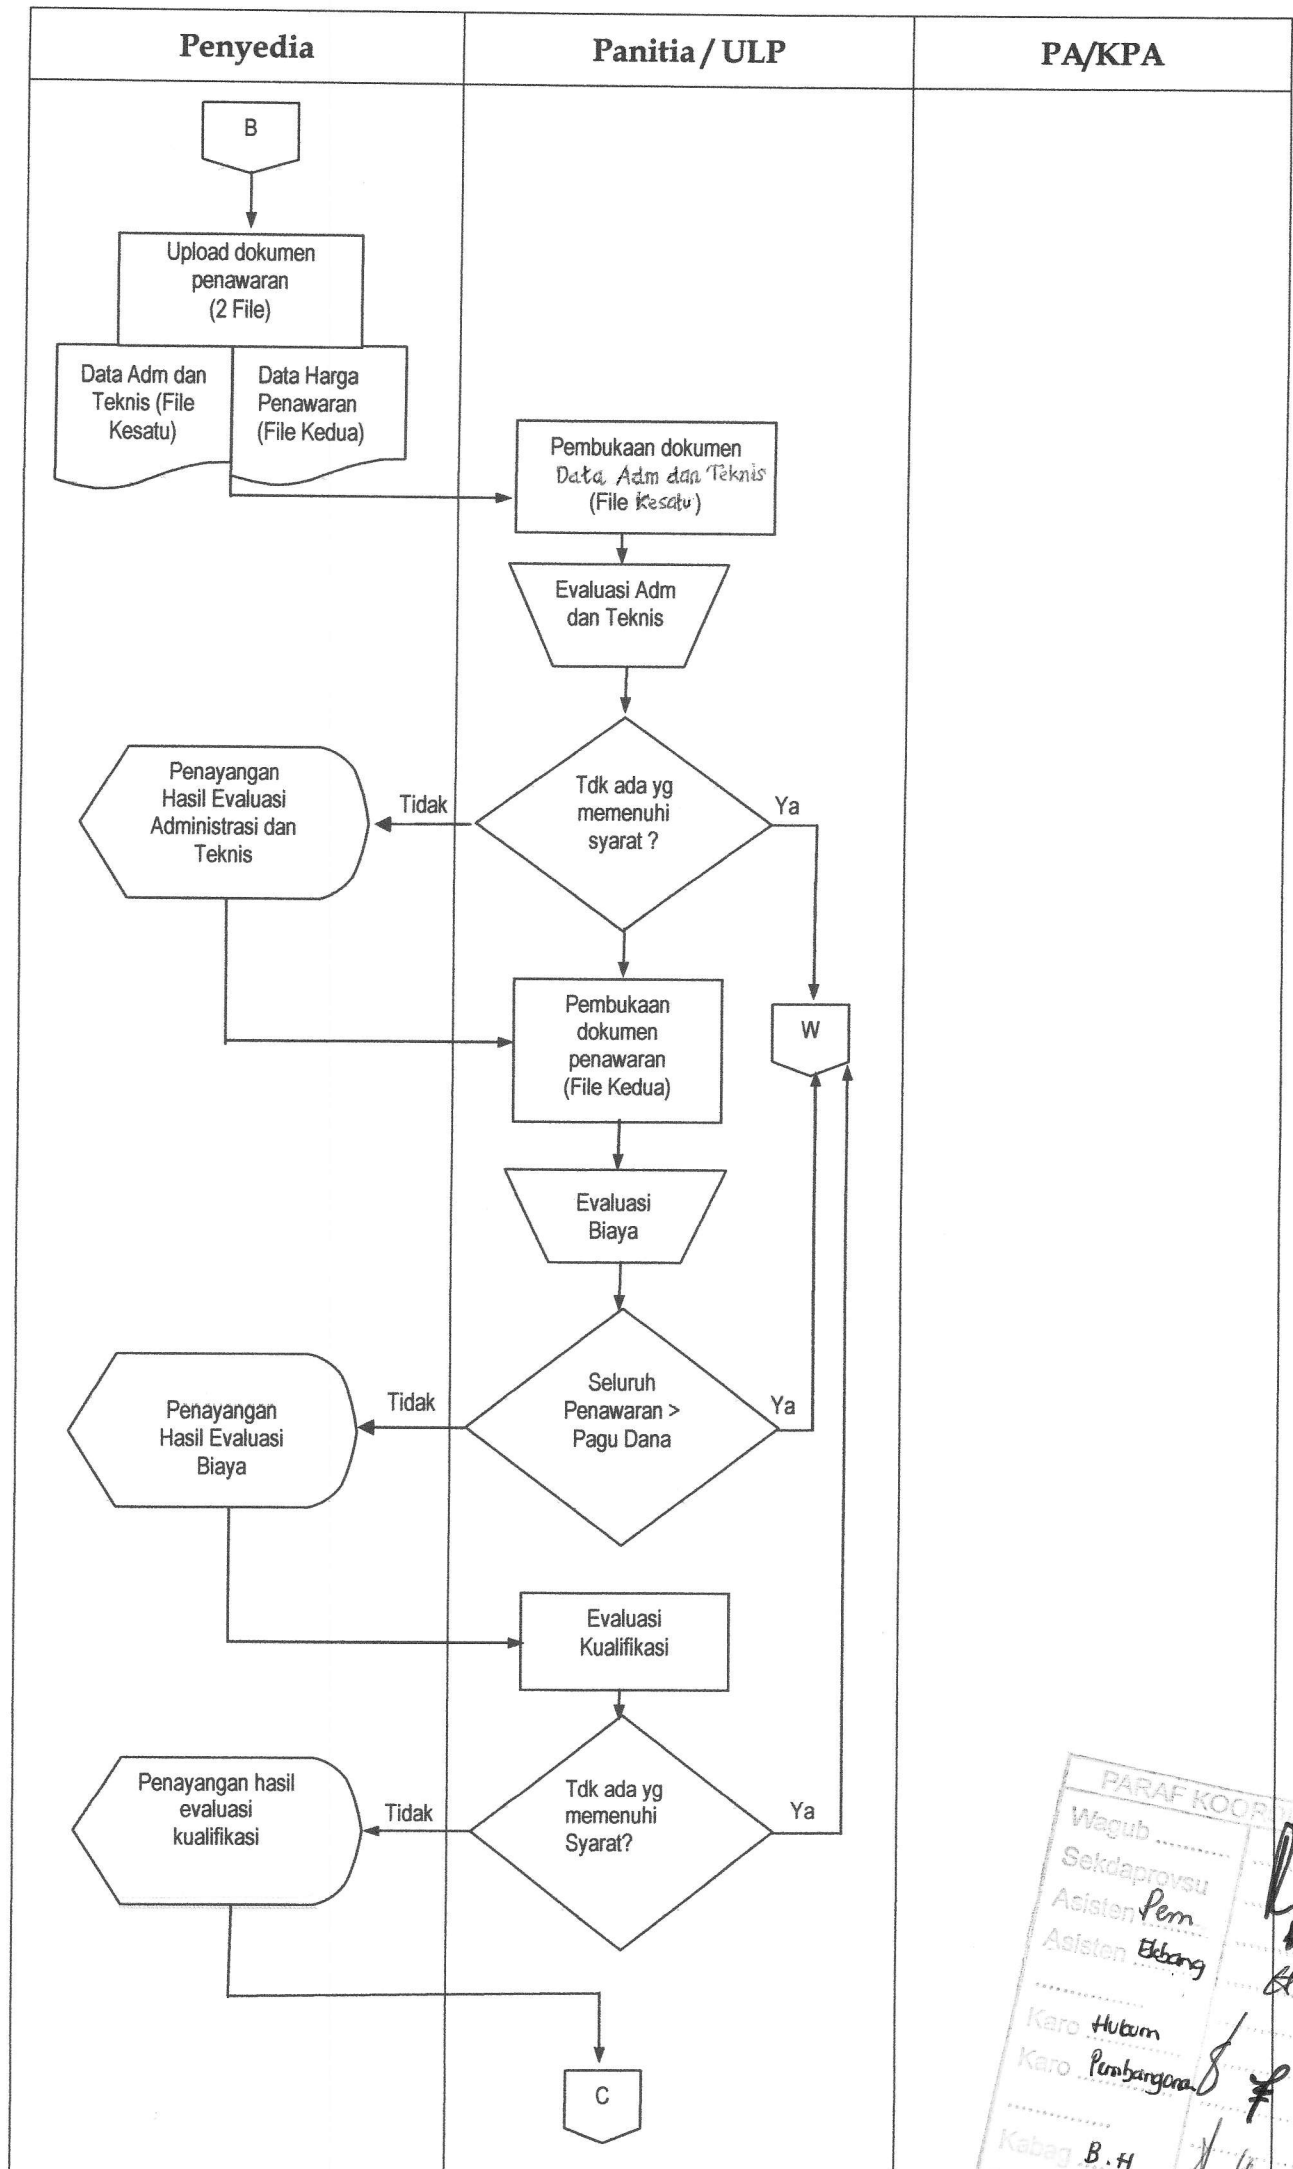 Penyedia
Panitia / ULP
PA/KPA
B
Upload dokumen
penawaran
(2 File)
Data Adm dan
Teknis (File
Kesatu)
Data Harga
Penawaran
(File Kedua)
Pembukaan dokumen
Data Adm dan Teknis
(File Kesatu)
Evaluasi Adm
dan Teknis
Tdk ada yg
memenuhi
syarat ?
Tidak
Ya
Penayangan
Hasil Evaluasi
Administrasi dan
Teknis
Pembukaan
dokumen
penawaran
(File Kedua)
W
Evaluasi
Biaya
Seluruh
Penawaran >
Pagu Dana
Tidak
Ya
Penayangan
Hasil Evaluasi
Biaya
Evaluasi
Kualifikasi
Tdk ada yg
memenuhi
Syarat?
Tidak
Ya
Penayangan hasil
evaluasi
kualifikasi
C
PARAF KOORDI
Wagub ..........
Sekdaprovsu
Asisten Pem
Asisten Ekbang
...............
Karo Hukum
Karo Pembangunan
...............
Kabag B.H